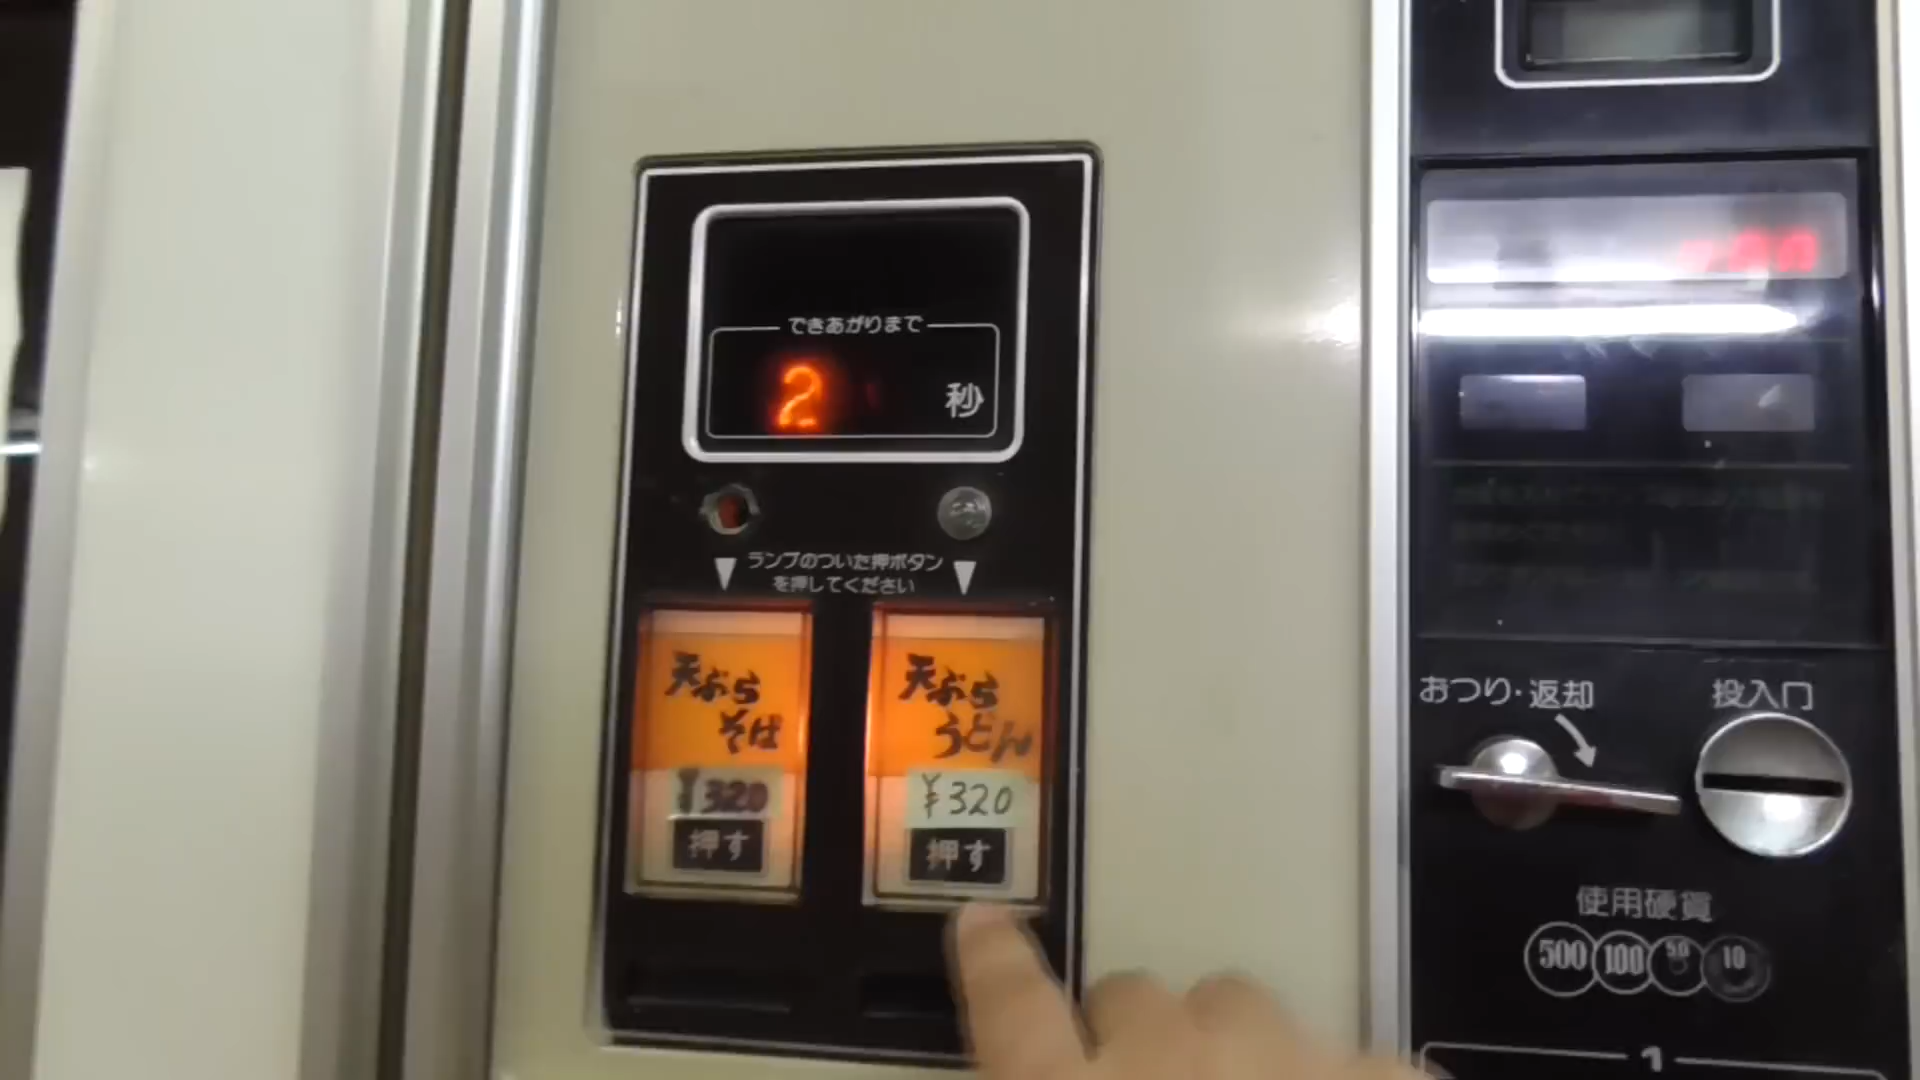 できあがりまで
2 秒
ランプのついた押ボタン
を押してください
天ぷら
そば
¥320
押す
天ぷら
うどん
¥320
押す
おつり・返却
投入口
使用硬貨
500 100 50 10
1